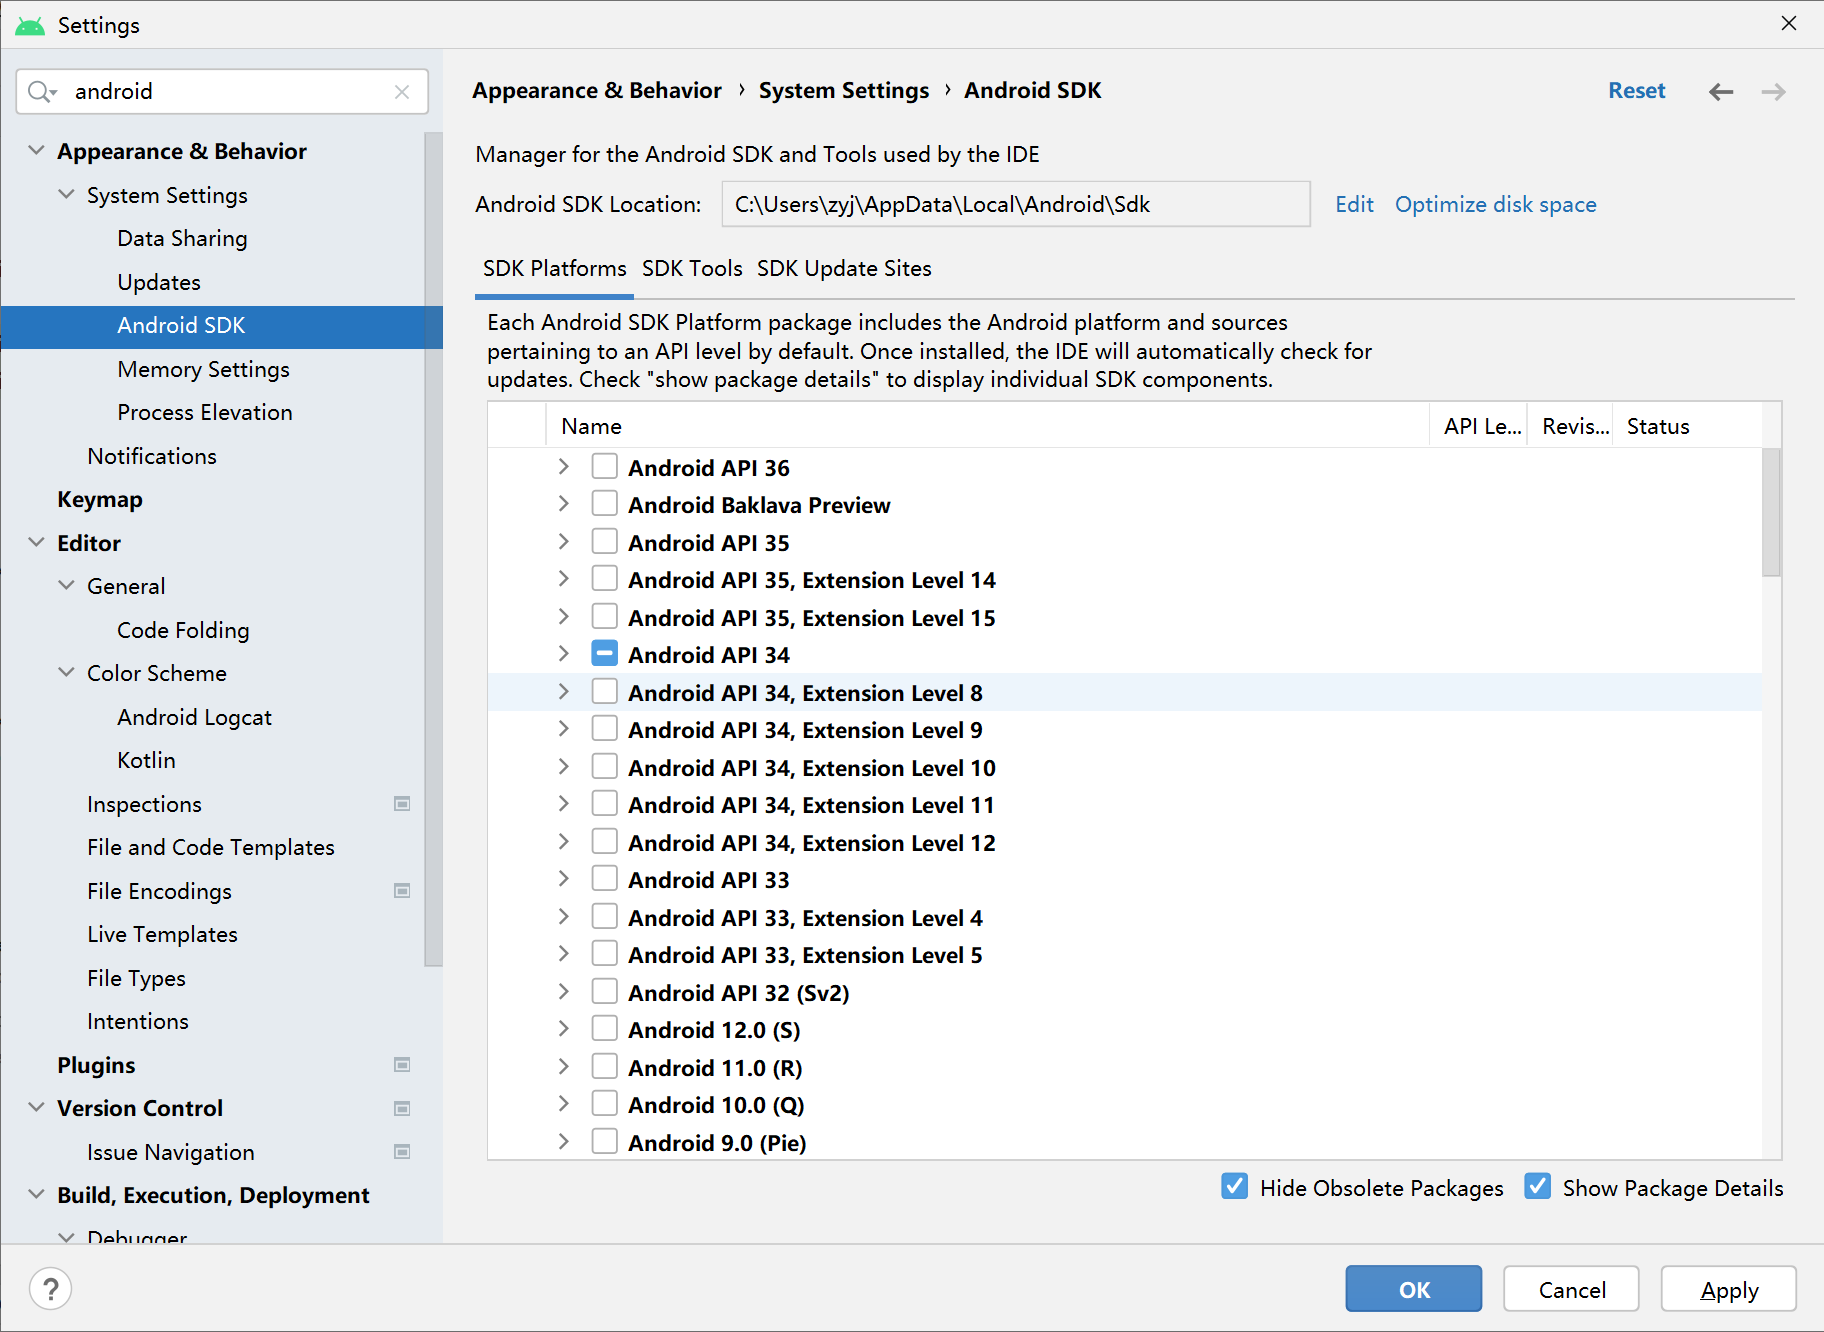 Settings
android
Appearance & Behavior
System Settings
Data Sharing
Updates
Android SDK
Memory Settings
Process Elevation
Notifications
Keymap
Editor
General
Code Folding
Color Scheme
Android Logcat
Kotlin
Inspections
File and Code Templates
File Encodings
Live Templates
File Types
Intentions
Plugins
Version Control
Issue Navigation
Build, Execution, Deployment
Debugger
Appearance & Behavior › System Settings › Android SDK
Reset
Manager for the Android SDK and Tools used by the IDE
Android SDK Location: C:\Users\zyj\AppData\Local\Android\Sdk Edit Optimize disk space
SDK Platforms SDK Tools SDK Update Sites
Each Android SDK Platform package includes the Android platform and sources
pertaining to an API level by default. Once installed, the IDE will automatically check for
updates. Check "show package details" to display individual SDK components.
Name API Le... Revis... Status
Android API 36
Android Baklava Preview
Android API 35
Android API 35, Extension Level 14
Android API 35, Extension Level 15
Android API 34
Android API 34, Extension Level 8
Android API 34, Extension Level 9
Android API 34, Extension Level 10
Android API 34, Extension Level 11
Android API 34, Extension Level 12
Android API 33
Android API 33, Extension Level 4
Android API 33, Extension Level 5
Android API 32 (Sv2)
Android 12.0 (S)
Android 11.0 (R)
Android 10.0 (Q)
Android 9.0 (Pie)
Hide Obsolete Packages Show Package Details
? OK Cancel Apply